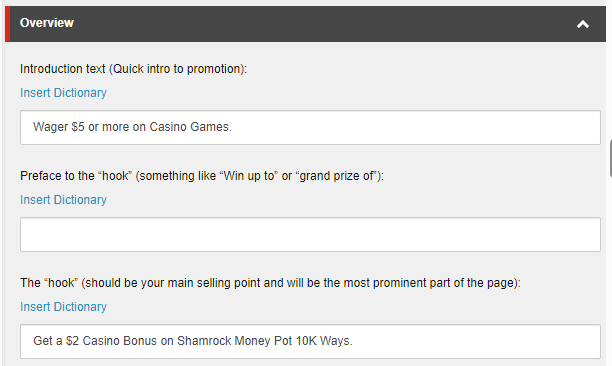 Overview
Introduction text (Quick intro to promotion):
Insert Dictionary
Wager $5 or more on Casino Games.
Preface to the “hook” (something like “Win up to” or “grand prize of”):
Insert Dictionary
The “hook” (should be your main selling point and will be the most prominent part of the page):
Insert Dictionary
Get a $2 Casino Bonus on Shamrock Money Pot 10K Ways.